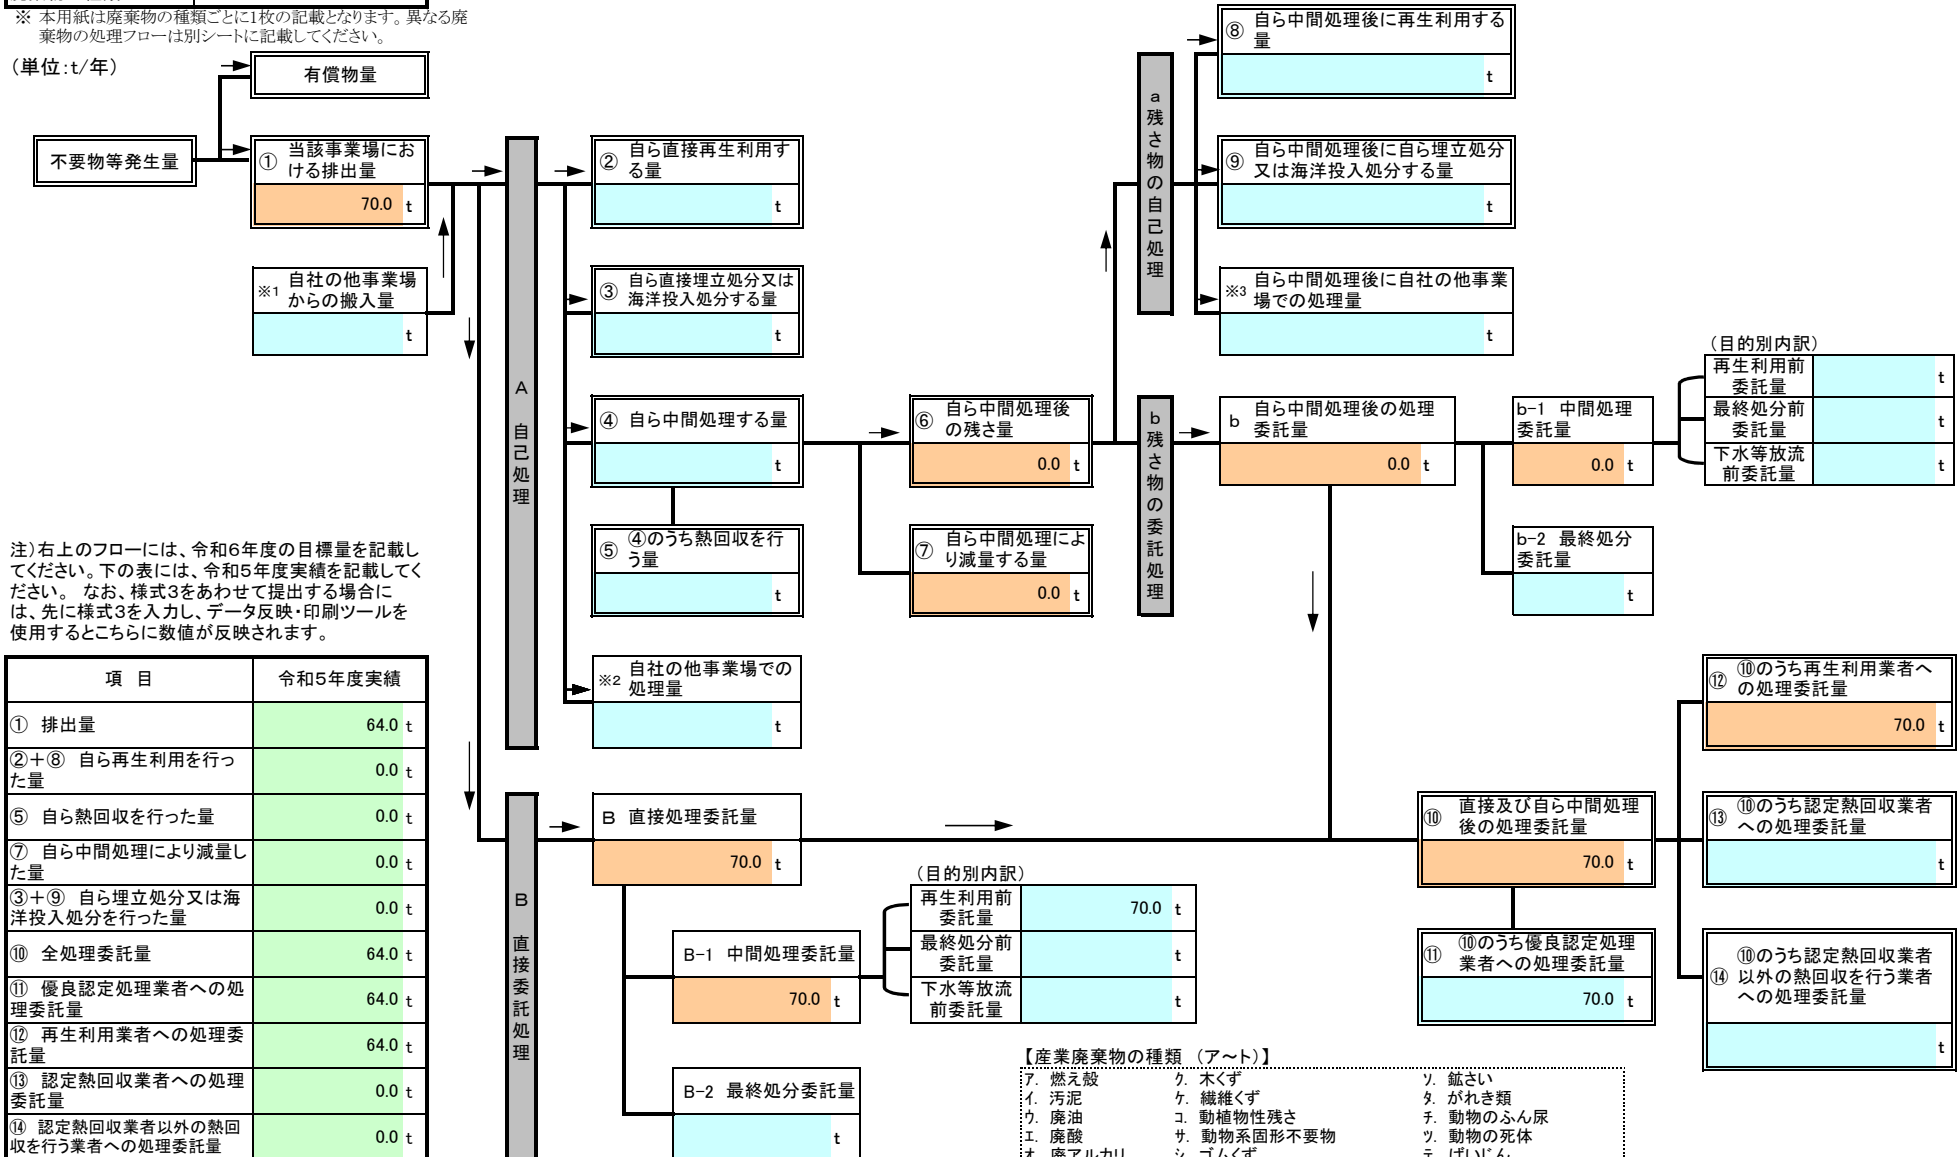 ※ 本用紙は廃棄物の種類ごとに1枚の記載となります。異なる廃
棄物の処理フローは別シートに記載してください。
(単位:t/年)
有償物量
不要物等発生量
① 当該事業場にお
ける排出量
70.0 t
※1 自社の他事業場
からの搬入量
t
A 自己処理
② 自ら直接再生利用す
る量
t
③ 自ら直接埋立処分又は
海洋投入処分する量
t
④ 自ら中間処理する量
t
⑤ ④のうち熱回収を行
う量
t
※2 自社の他事業場での
処理量
t
⑥ 自ら中間処理後
の残さ量
0.0 t
⑦ 自ら中間処理によ
り減量する量
0.0 t
a残さ物の自己処理
⑧ 自ら中間処理後に再生利用する
量
t
⑨ 自ら中間処理後に自ら埋立処分
又は海洋投入処分する量
t
※3 自ら中間処理後に自社の他事業
場での処理量
t
b残さ物の委託処理
b 自ら中間処理後の処理
委託量
0.0 t
b-1 中間処理
委託量
0.0 t
b-2 最終処分
委託量
t
(目的別内訳)
再生利用前
委託量
t
最終処分前
委託量
t
下水等放流
前委託量
t
注)右上のフローには、令和6年度の目標量を記載し
てください。下の表には、令和5年度実績を記載してく
ださい。 なお、様式3をあわせて提出する場合に
は、先に様式3を入力し、データ反映・印刷ツールを
使用するとこちらに数値が反映されます。
項 目 令和5年度実績
① 排出量 64.0 t
②+⑧ 自ら再生利用を行っ
た量 0.0 t
⑤ 自ら熱回収を行った量 0.0 t
⑦ 自ら中間処理により減量し
た量 0.0 t
③+⑨ 自ら埋立処分又は海
洋投入処分を行った量 0.0 t
⑩ 全処理委託量 64.0 t
⑪ 優良認定処理業者への処
理委託量 64.0 t
⑫ 再生利用業者への処理委
託量 64.0 t
⑬ 認定熱回収業者への処理
委託量 0.0 t
⑭ 認定熱回収業者以外の熱回
収を行う業者への処理委託量 0.0 t
B 直接委託処理
B 直接処理委託量
70.0 t
B-1 中間処理委託量
70.0 t
B-2 最終処分委託量
t
(目的別内訳)
再生利用前
委託量
70.0 t
最終処分前
委託量
t
下水等放流
前委託量
t
⑩ 直接及び自ら中間処理
後の処理委託量
70.0 t
⑪ ⑩のうち優良認定処理
業者への処理委託量
70.0 t
⑫ ⑩のうち再生利用業者へ
の処理委託量
70.0 t
⑬ ⑩のうち認定熱回収業者
への処理委託量
t
⑭ ⑩のうち認定熱回収業者
以外の熱回収を行う業者
への処理委託量
t
【産業廃棄物の種類 (ア~ト)】
ア. 燃え殻 ク. 木くず ソ. 鉱さい
イ. 汚泥 ケ. 繊維くず タ. がれき類
ウ. 廃油 コ. 動植物性残さ チ. 動物のふん尿
エ. 廃酸 サ. 動物系固形不要物 ツ. 動物の死体
オ. 廃アルカリ シ. ゴムくず テ. ばいじん